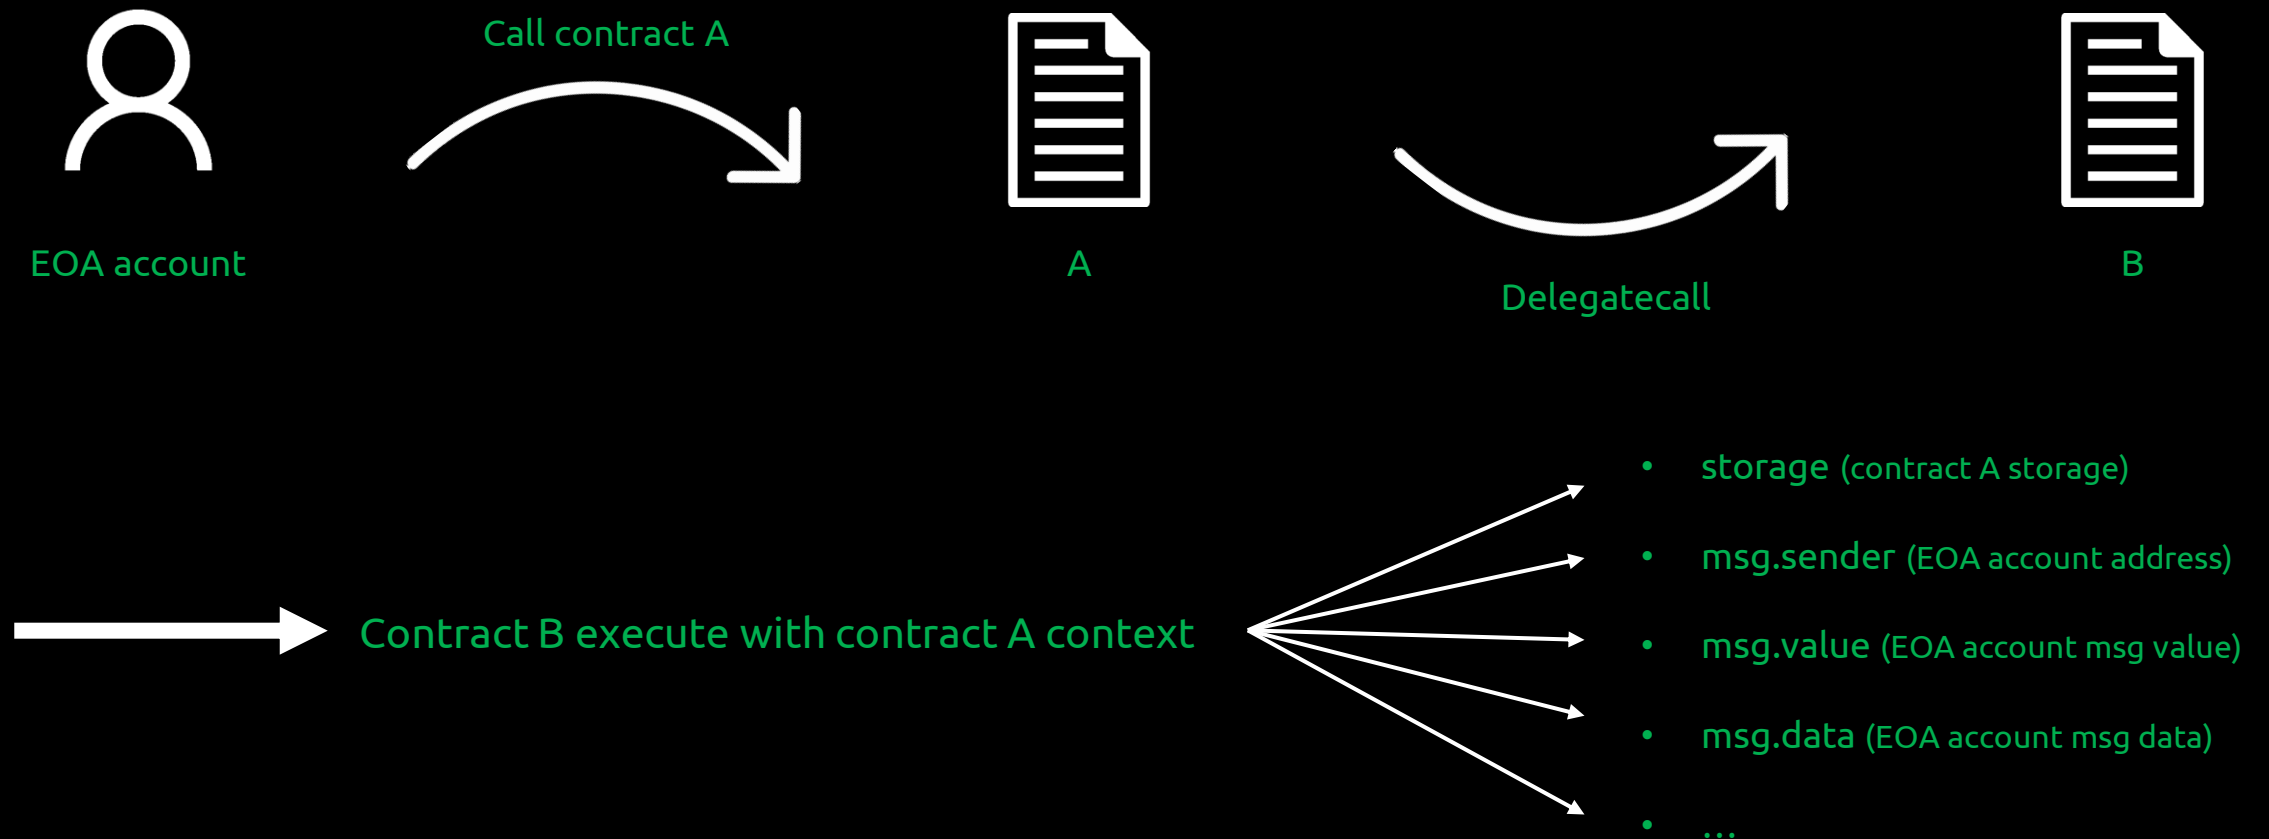 Call contract A
EOA account
A
Delegatecall
B
Contract B execute with contract A context
• storage (contract A storage)
• msg.sender (EOA account address)
• msg.value (EOA account msg value)
• msg.data (EOA account msg data)
• ...